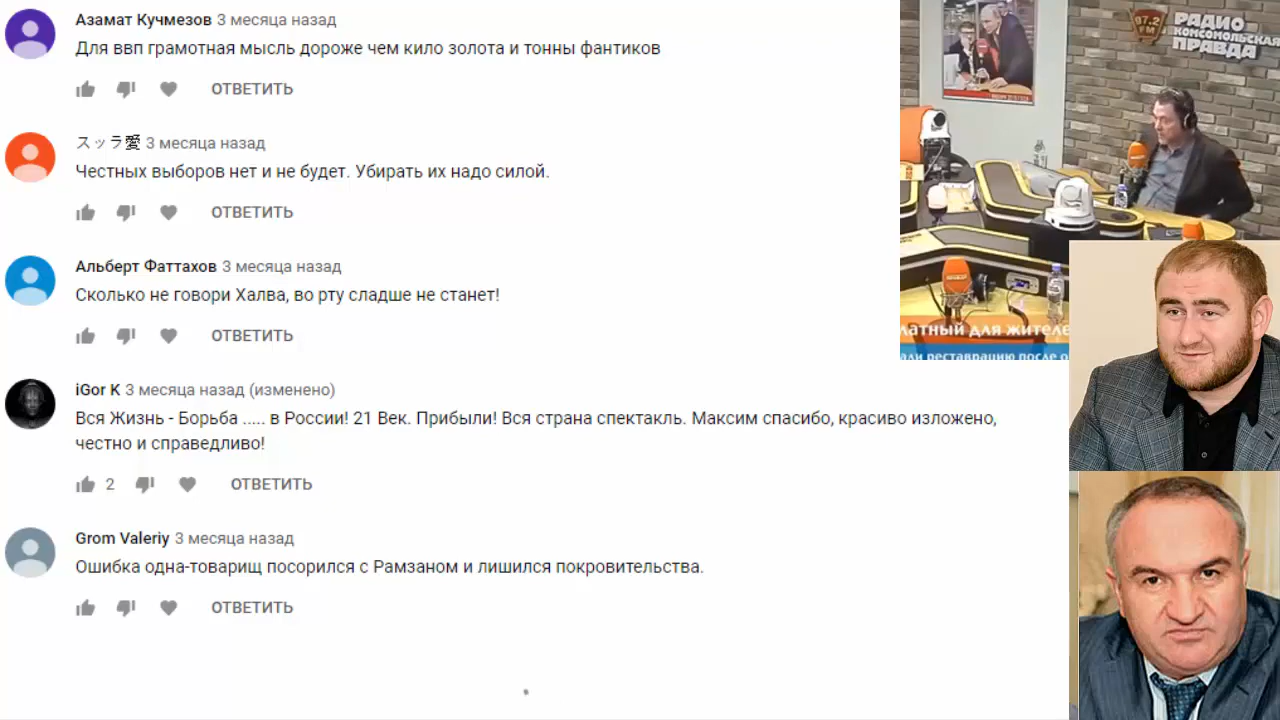 Азамат Кучмезов 3 месяца назад
Для ввп грамотная мысль дороже чем кило золота и тонны фантиков
ОТВЕТИТЬ
スッラ愛 3 месяца назад
Честных выборов нет и не будет. Убирать их надо силой.
ОТВЕТИТЬ
Альберт Фаттахов 3 месяца назад
Сколько не говори Халва, во рту сладше не станет!
ОТВЕТИТЬ
iGor K 3 месяца назад (изменено)
Вся Жизнь - Борьба ..... в России! 21 Век. Прибыли! Вся страна спектакль. Максим спасибо, красиво изложено,
честно и справедливо!
2 ОТВЕТИТЬ
Grom Valeriy 3 месяца назад
Ошибка одна-товарищ посорился с Рамзаном и лишился покровительства.
ОТВЕТИТЬ
97.2
FM
РАДИО
КОМСОМОЛЬСКАЯ
ПРАВДА
латный для жителе
али реставрацию после о